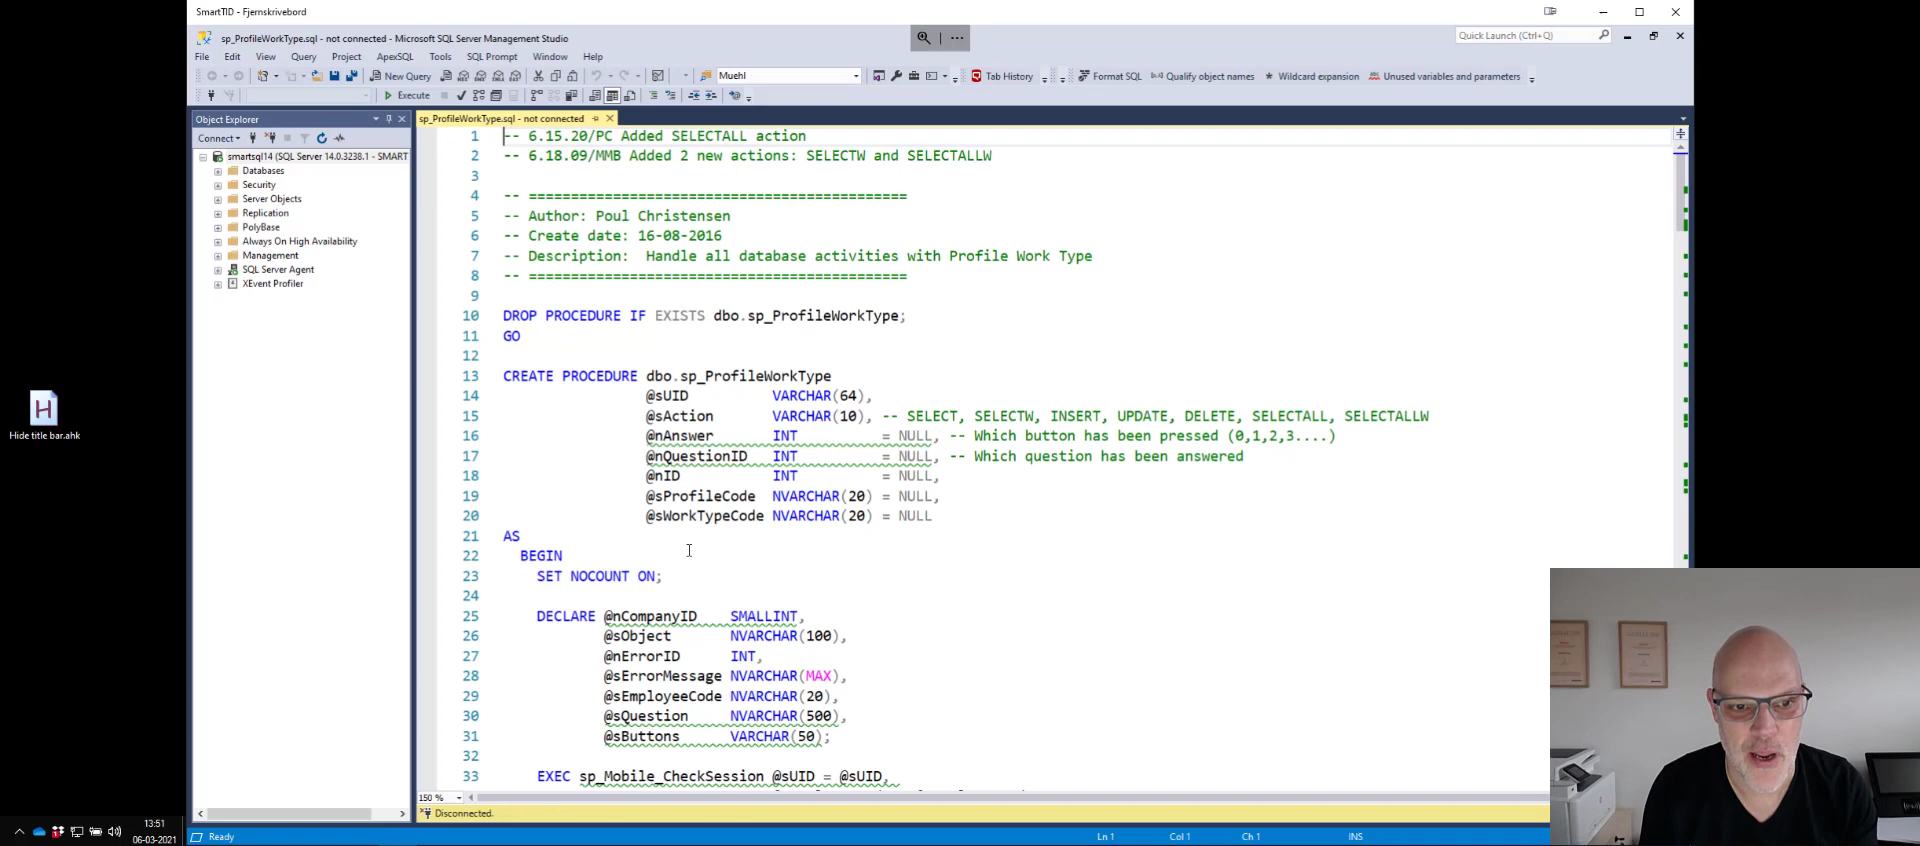 SmartTID - Fjernskrivebord
sp_ProfileWorkType.sql - not connected - Microsoft SQL Server Management Studio
Quick Launch (Ctrl+Q)
File Edit View Query Project ApexSQL Tools SQL Prompt Window Help
New Query Muehl Tab History Format SQL Qualify object names Wildcard expansion Unused variables and parameters
Execute
Object Explorer
sp_ProfileWorkType.sql - not connected
Connect
smartsql14 (SQL Server 14.0.3238.1 - SMART
Databases
Security
Server Objects
Replication
PolyBase
Always On High Availability
Management
SQL Server Agent
XEvent Profiler
1 -- 6.15.20/PC Added SELECTALL action
2 -- 6.18.09/MMB Added 2 new actions: SELECTW and SELECTALLW
3
4 -- =============================================
5 -- Author: Poul Christensen
6 -- Create date: 16-08-2016
7 -- Description:  Handle all database activities with Profile Work Type
8 -- =============================================
9
10 DROP PROCEDURE IF EXISTS dbo.sp_ProfileWorkType;
11 GO
12
13 CREATE PROCEDURE dbo.sp_ProfileWorkType
14 @sUID VARCHAR(64),
15 @sAction VARCHAR(10), -- SELECT, SELECTW, INSERT, UPDATE, DELETE, SELECTALL, SELECTALLW
16 @nAnswer INT = NULL, -- Which button has been pressed (0,1,2,3....)
17 @nQuestionID INT = NULL, -- Which question has been answered
18 @nID INT = NULL,
19 @sProfileCode NVARCHAR(20) = NULL,
20 @sWorkTypeCode NVARCHAR(20) = NULL
21 AS
22 BEGIN
23 SET NOCOUNT ON;
24
25 DECLARE @nCompanyID SMALLINT,
26 @sObject NVARCHAR(100),
27 @nErrorID INT,
28 @sErrorMessage NVARCHAR(MAX),
29 @sEmployeeCode NVARCHAR(20),
30 @sQuestion NVARCHAR(500),
31 @sButtons VARCHAR(50);
32
33 EXEC sp_Mobile_CheckSession @sUID = @sUID,
150 %
Disconnected.
Ready Ln 1 Col 1 Ch 1 INS
Hide title bar.ahk
13:51
06-03-2021